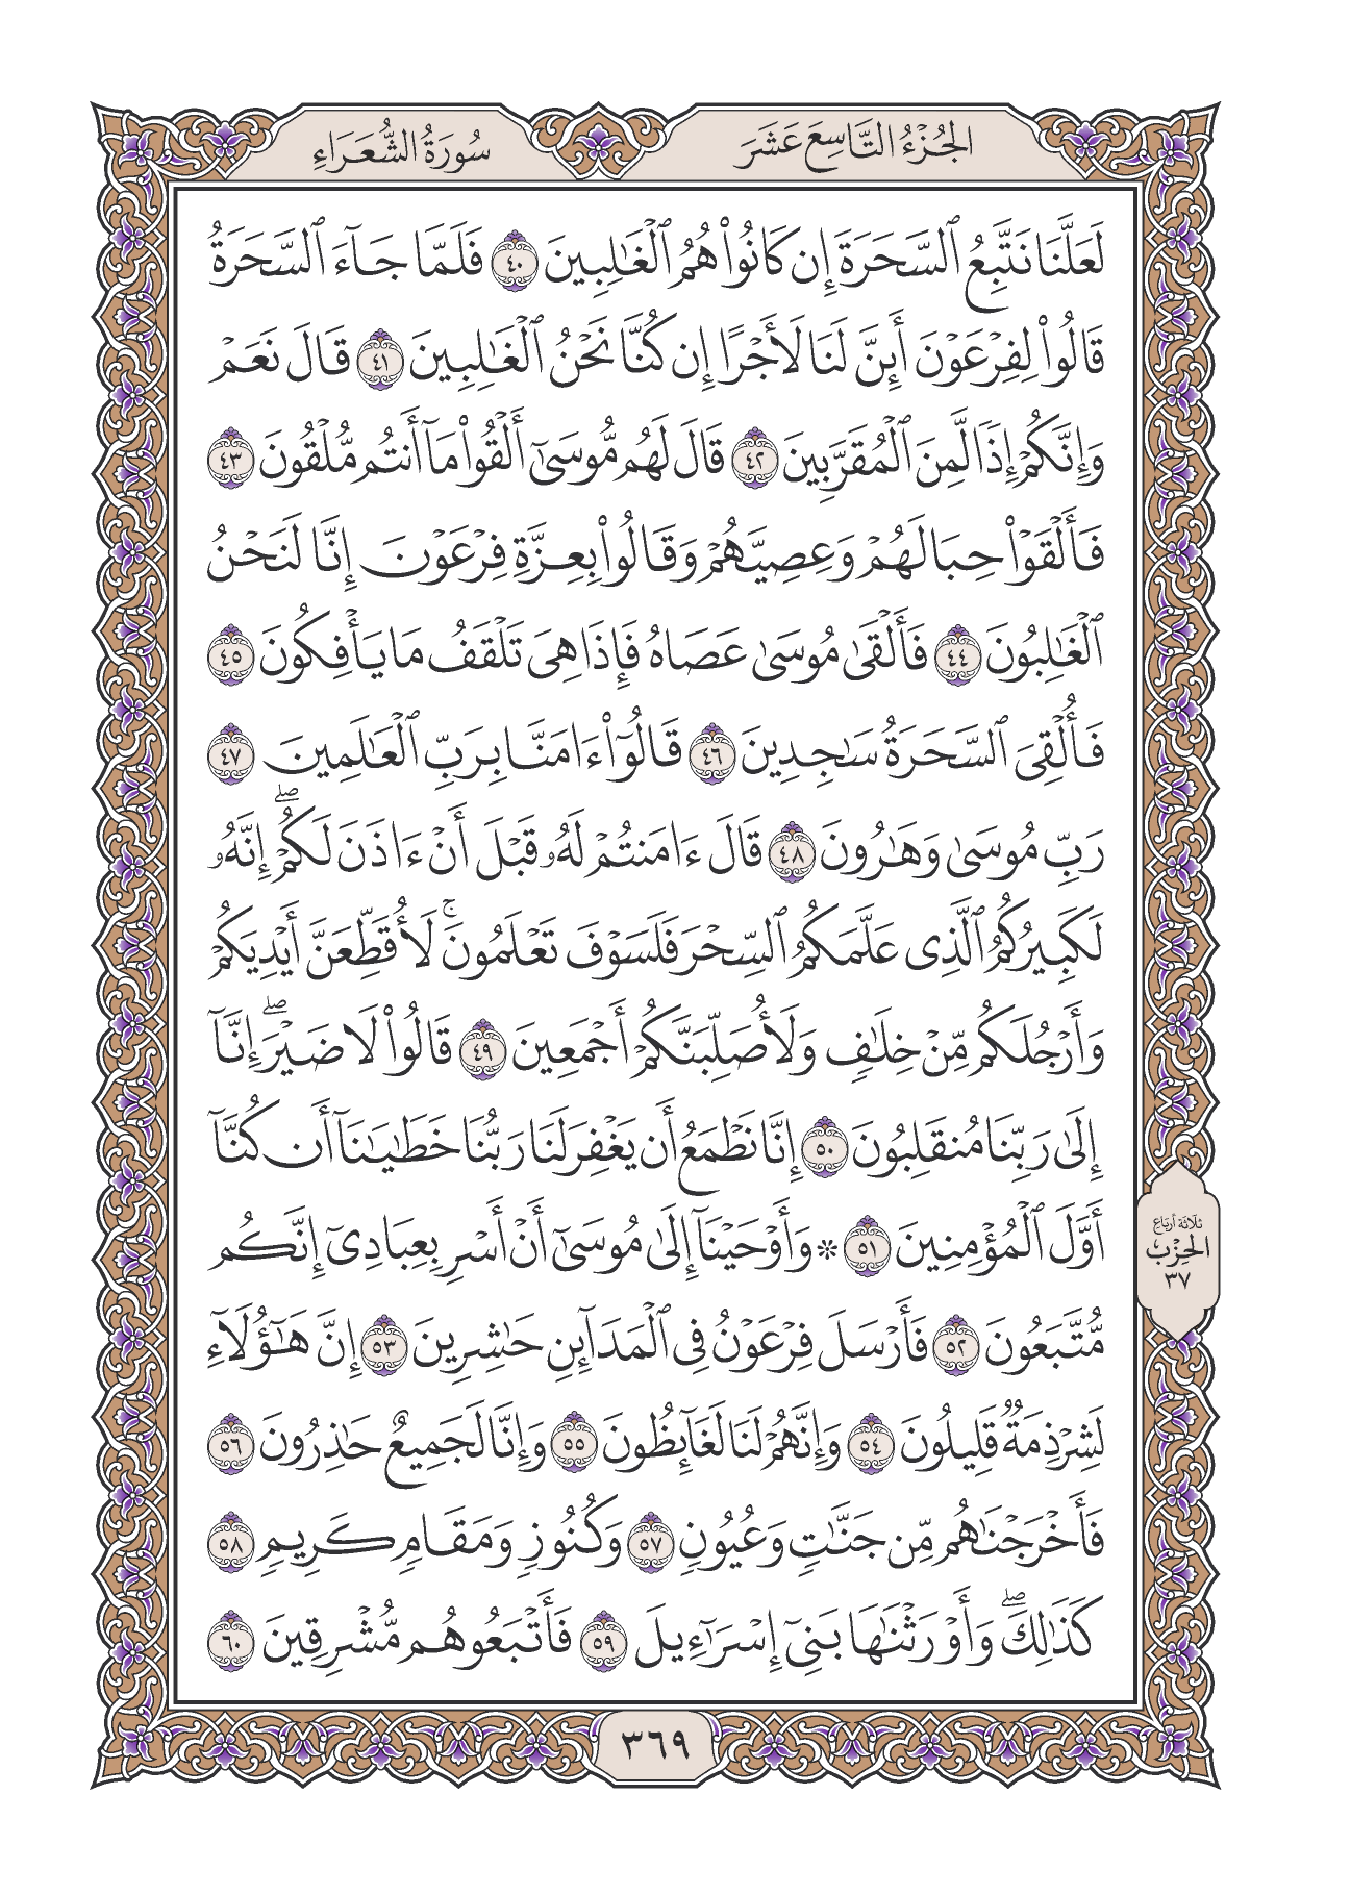 الجُزْءُ التَّاسِعَ عَشَرَ
سُورَةُ الشُّعَرَاءِ
لَعَلَّنَا نَتَّبِعُ ٱلسَّحَرَةَ إِن كَانُوا۟ هُمُ ٱلْغَـٰلِبِينَ ٤٠ فَلَمَّا جَآءَ ٱلسَّحَرَةُ
قَالُوا۟ لِفِرْعَوْنَ أَئِنَّ لَنَا لَأَجْرًا إِن كُنَّا نَحْنُ ٱلْغَـٰلِبِينَ ٤١ قَالَ نَعَمْ
وَإِنَّكُمْ إِذًا لَّمِنَ ٱلْمُقَرَّبِينَ ٤٢ قَالَ لَهُم مُّوسَىٰٓ أَلْقُوا۟ مَآ أَنتُم مُّلْقُونَ ٤٣
فَأَلْقَوْا۟ حِبَالَهُمْ وَعِصِيَّهُمْ وَقَالُوا۟ بِعِزَّةِ فِرْعَوْنَ إِنَّا لَنَحْنُ
ٱلْغَـٰلِبُونَ ٤٤ فَأَلْقَىٰ مُوسَىٰ عَصَاهُ فَإِذَا هِىَ تَلْقَفُ مَا يَأْفِكُونَ ٤٥
فَأُلْقِىَ ٱلسَّحَرَةُ سَـٰجِدِينَ ٤٦ قَالُوٓا۟ ءَامَنَّا بِرَبِّ ٱلْعَـٰلَمِينَ ٤٧
رَبِّ مُوسَىٰ وَهَـٰرُونَ ٤٨ قَالَ ءَامَنتُمْ لَهُۥ قَبْلَ أَنْ ءَاذَنَ لَكُمْ ۖ إِنَّهُۥ
لَكَبِيرُكُمُ ٱلَّذِى عَلَّمَكُمُ ٱلسِّحْرَ فَلَسَوْفَ تَعْلَمُونَ ۚ لَأُقَطِّعَنَّ أَيْدِيَكُمْ
وَأَرْجُلَكُم مِّنْ خِلَـٰفٍ وَلَأُصَلِّبَنَّكُمْ أَجْمَعِينَ ٤٩ قَالُوا۟ لَا ضَيْرَ ۖ إِنَّآ
إِلَىٰ رَبِّنَا مُنقَلِبُونَ ٥٠ إِنَّا نَطْمَعُ أَن يَغْفِرَ لَنَا رَبُّنَا خَطَـٰيَـٰنَآ أَن كُنَّآ
أَوَّلَ ٱلْمُؤْمِنِينَ ٥١ ۞ وَأَوْحَيْنَآ إِلَىٰ مُوسَىٰٓ أَنْ أَسْرِ بِعِبَادِىٓ إِنَّكُم
مُّتَّبَعُونَ ٥٢ فَأَرْسَلَ فِرْعَوْنُ فِى ٱلْمَدَآئِنِ حَـٰشِرِينَ ٥٣ إِنَّ هَـٰٓؤُلَآءِ
لَشِرْذِمَةٌ قَلِيلُونَ ٥٤ وَإِنَّهُمْ لَنَا لَغَآئِظُونَ ٥٥ وَإِنَّا لَجَمِيعٌ حَـٰذِرُونَ ٥٦
فَأَخْرَجْنَـٰهُم مِّن جَنَّـٰتٍ وَعُيُونٍ ٥٧ وَكُنُوزٍ وَمَقَامٍ كَرِيمٍ ٥٨
كَذَٰلِكَ ۖ وَأَوْرَثْنَـٰهَا بَنِىٓ إِسْرَٰٓءِيلَ ٥٩ فَأَتْبَعُوهُم مُّشْرِقِينَ ٦٠
ثلاثة أرباع
الحِزْب
٣٧
٣٦٩